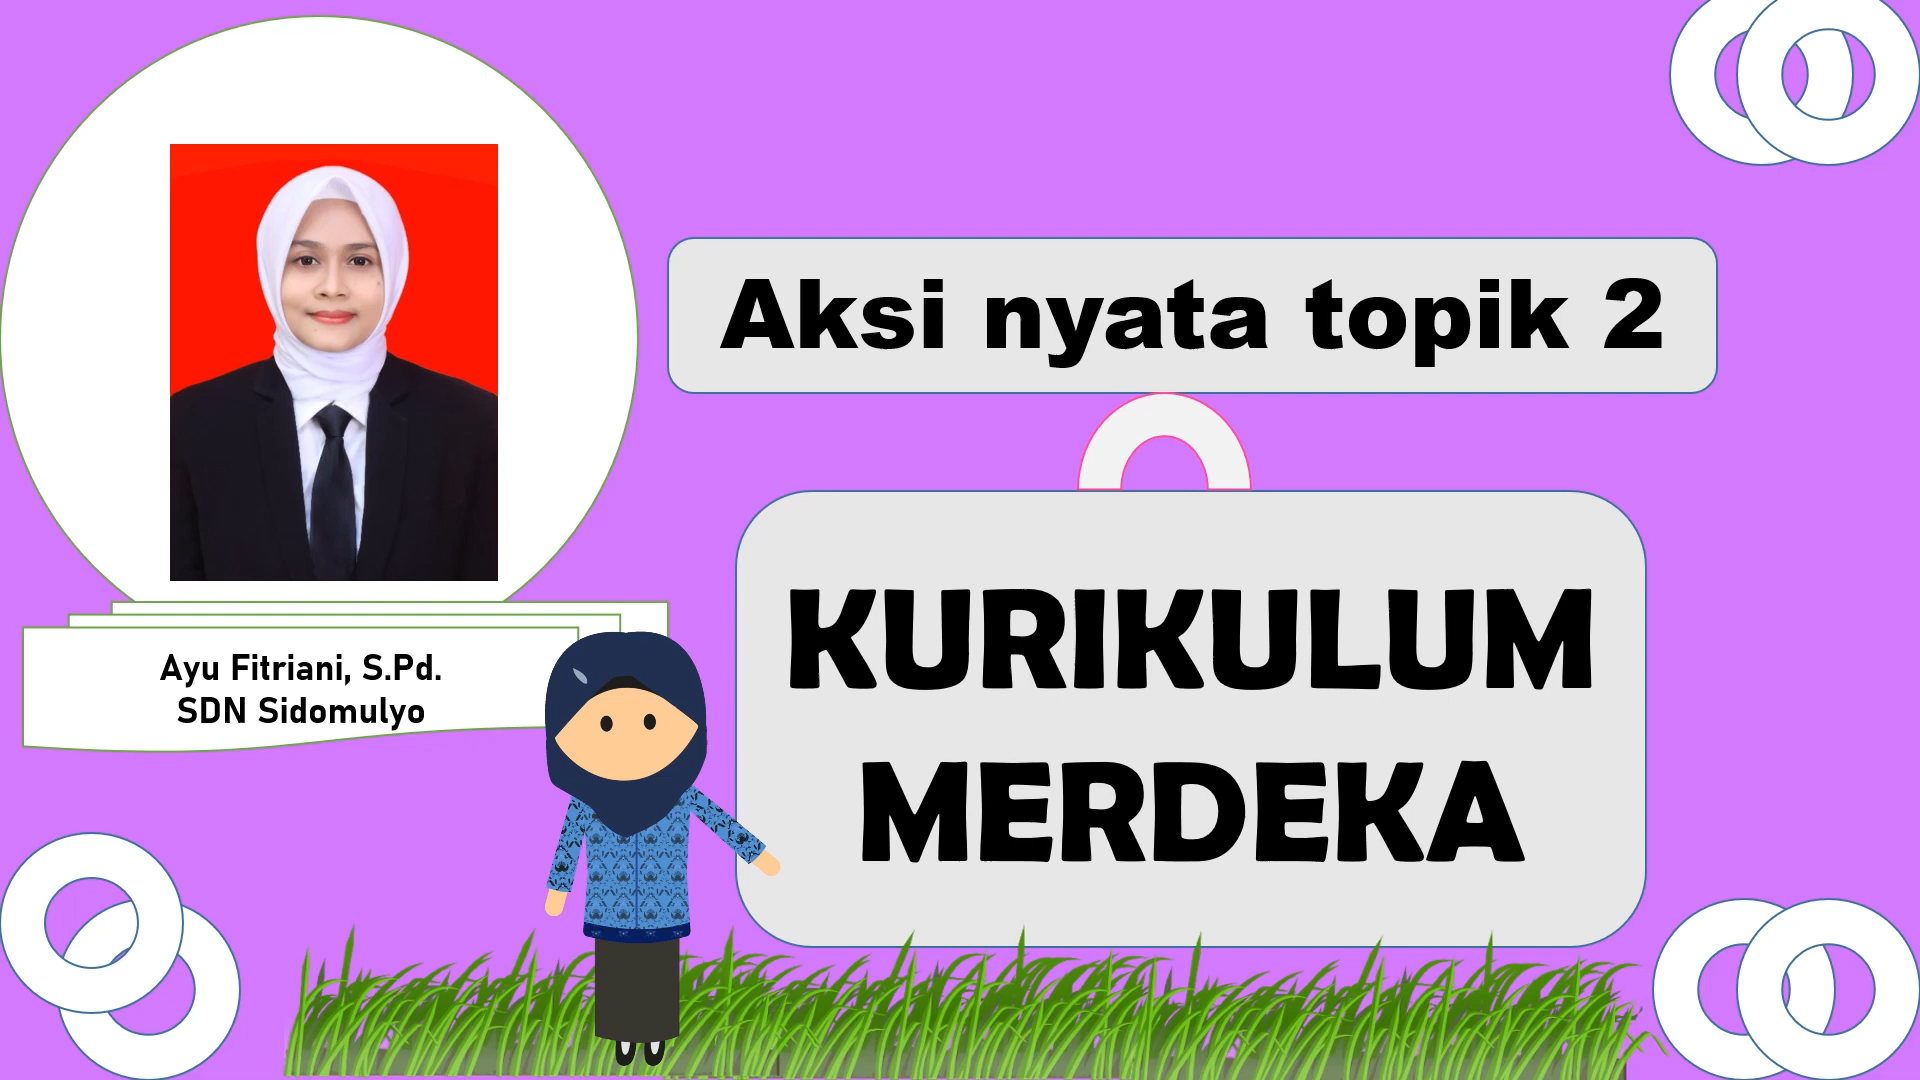 Aksi nyata topik 2
KURIKULUM
MERDEKA
Ayu Fitriani, S.Pd.
SDN Sidomulyo